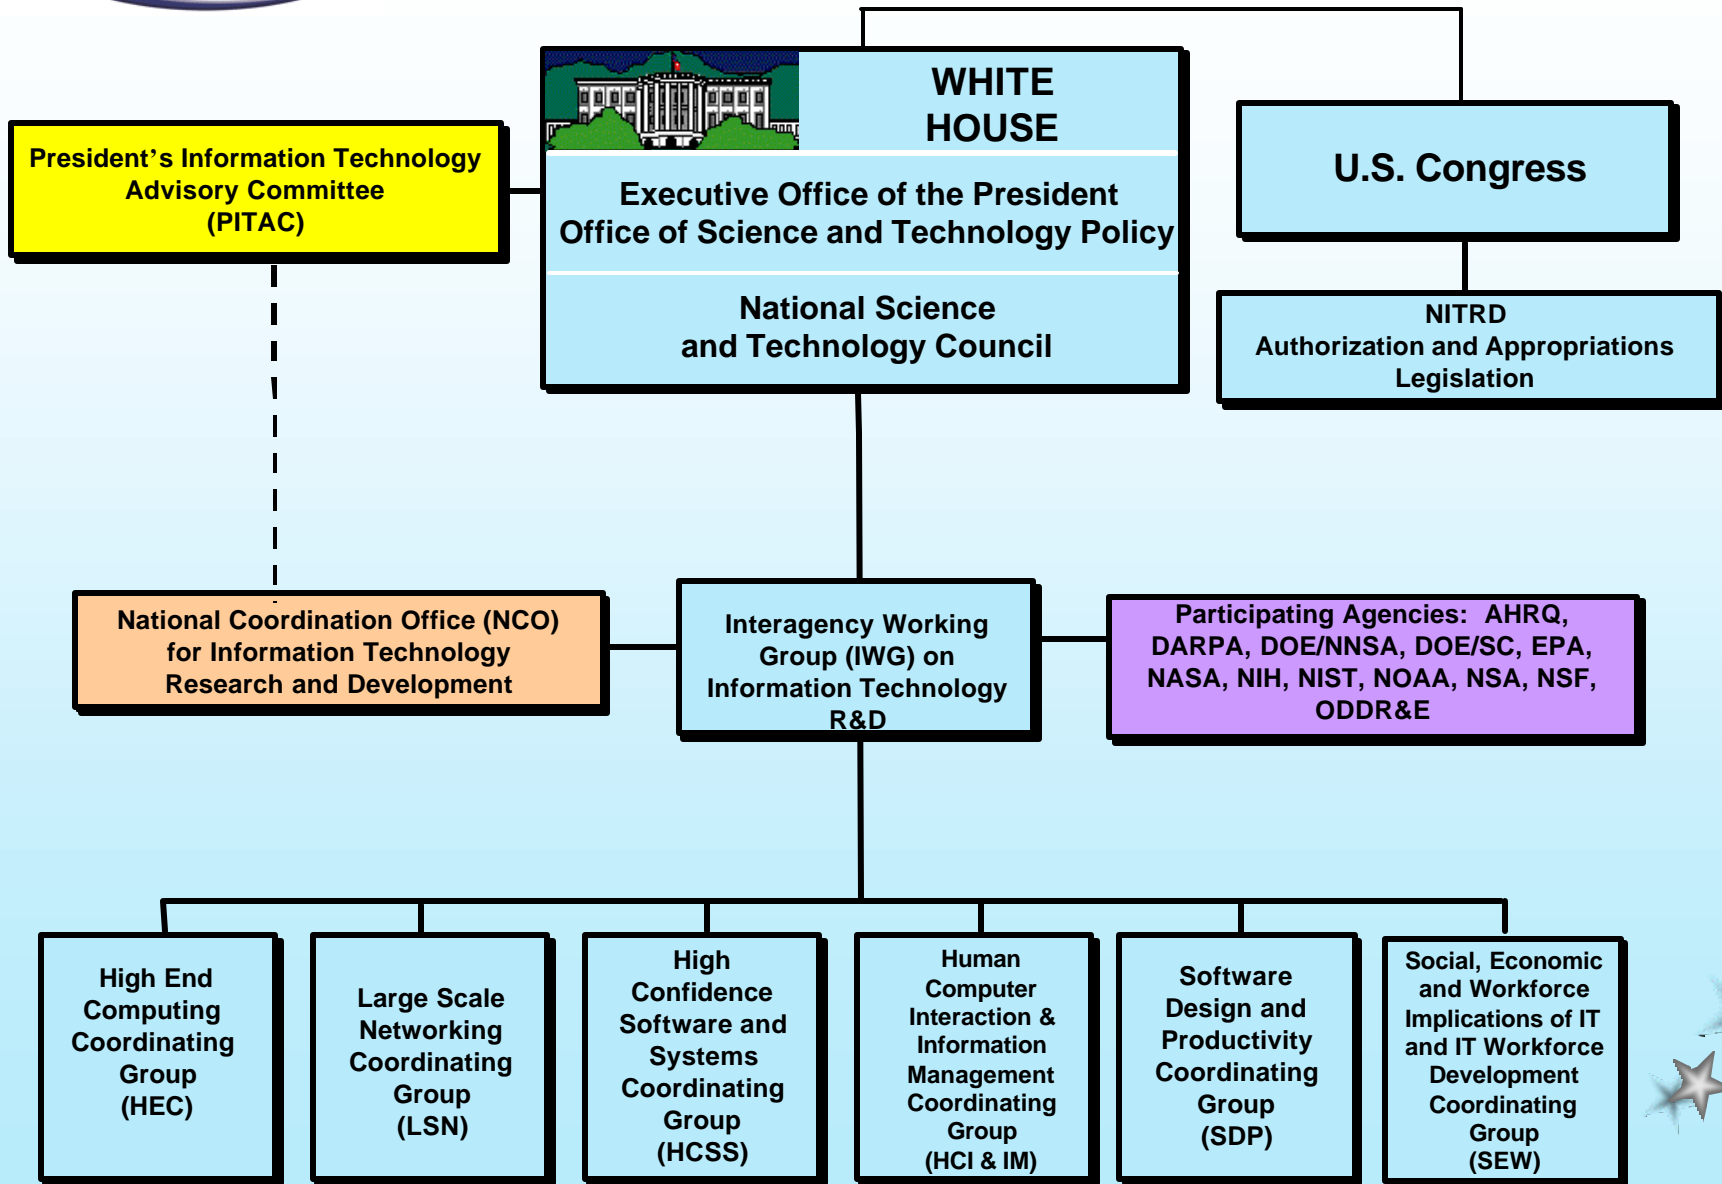 WHITE
HOUSE
President’s Information Technology
Advisory Committee
(PITAC)
Executive Office of the President
Office of Science and Technology Policy
National Science
and Technology Council
U.S. Congress
NITRD
Authorization and Appropriations
Legislation
National Coordination Office (NCO)
for Information Technology
Research and Development
Interagency Working
Group (IWG) on
Information Technology
R&D
Participating Agencies: AHRQ,
DARPA, DOE/NNSA, DOE/SC, EPA,
NASA, NIH, NIST, NOAA, NSA, NSF,
ODDR&E
High End
Computing
Coordinating
Group
(HEC)
Large Scale
Networking
Coordinating
Group
(LSN)
High
Confidence
Software and
Systems
Coordinating
Group
(HCSS)
Human
Computer
Interaction &
Information
Management
Coordinating
Group
(HCI & IM)
Software
Design and
Productivity
Coordinating
Group
(SDP)
Social, Economic
and Workforce
Implications of IT
and IT Workforce
Development
Coordinating
Group
(SEW)